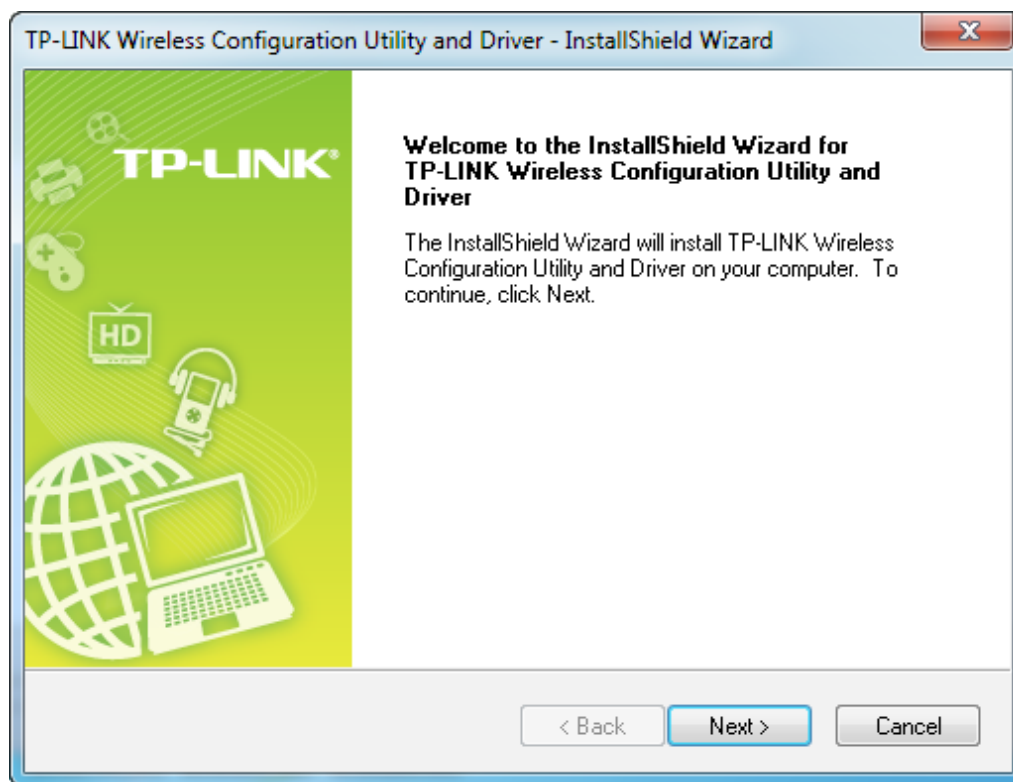 TP-LINK Wireless Configuration Utility and Driver - InstallShield Wizard
X
TP-LINK®
HD
Welcome to the InstallShield Wizard for
TP-LINK Wireless Configuration Utility and
Driver
The InstallShield Wizard will install TP-LINK Wireless
Configuration Utility and Driver on your computer. To
continue, click Next.
< Back
Next >
Cancel